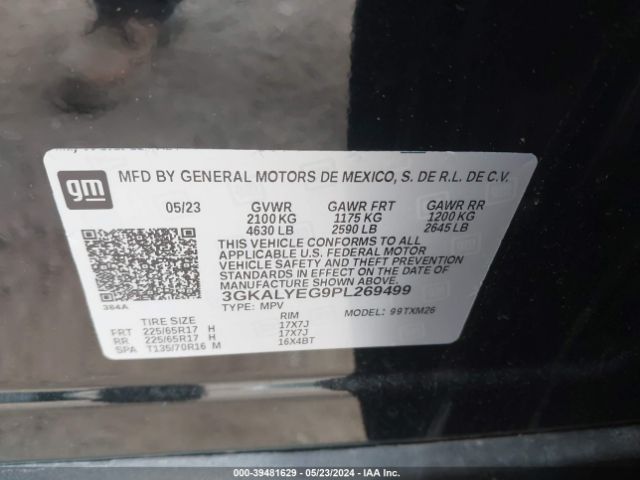 gm
MFD BY GENERAL MOTORS DE MEXICO, S. DE R.L. DE C.V.
05/23 GVWR GAWR FRT GAWR RR
2100 KG 1175 KG 1200 KG
4630 LB 2590 LB 2645 LB
THIS VEHICLE CONFORMS TO ALL
APPLICABLE U.S. FEDERAL MOTOR
VEHICLE SAFETY AND THEFT
PREVENTION STANDARDS IN EFFECT
ON THE DATE OF MANUFACTURE
SHOWN ABOVE.
3GKALYEG9PL269499
384A TYPE: MPV MODEL: 99TXM26
TIRE SIZE RIM
FRT 225/65R17 H 17X7J
RR 225/65R17 H 17X7J
SPA T135/70R16 M 16X4BT
000-39481629 - 05/23/2024 - IAA Inc.